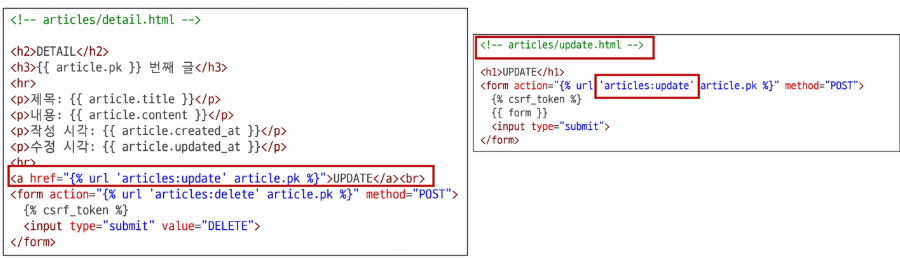 <!-- articles/detail.html -->
<h2>DETAIL</h2>
<h3>{{ article.pk }} 번째 글</h3>
<hr>
<p>제목: {{ article.title }}</p>
<p>내용: {{ article.content }}</p>
<p>작성 시각: {{ article.created_at }}</p>
<p>수정 시각: {{ article.updated_at }}</p>
<hr>
<a href="{% url 'articles:update' article.pk %}">UPDATE</a><br>
<form action="{% url 'articles:delete' article.pk %}" method="POST">
  {% csrf_token %}
  <input type="submit" value="DELETE">
</form>
<!-- articles/update.html -->
<h1>UPDATE</h1>
<form action="{% url 'articles:update' article.pk %}" method="POST">
  {% csrf_token %}
  {{ form }}
  <input type="submit">
</form>